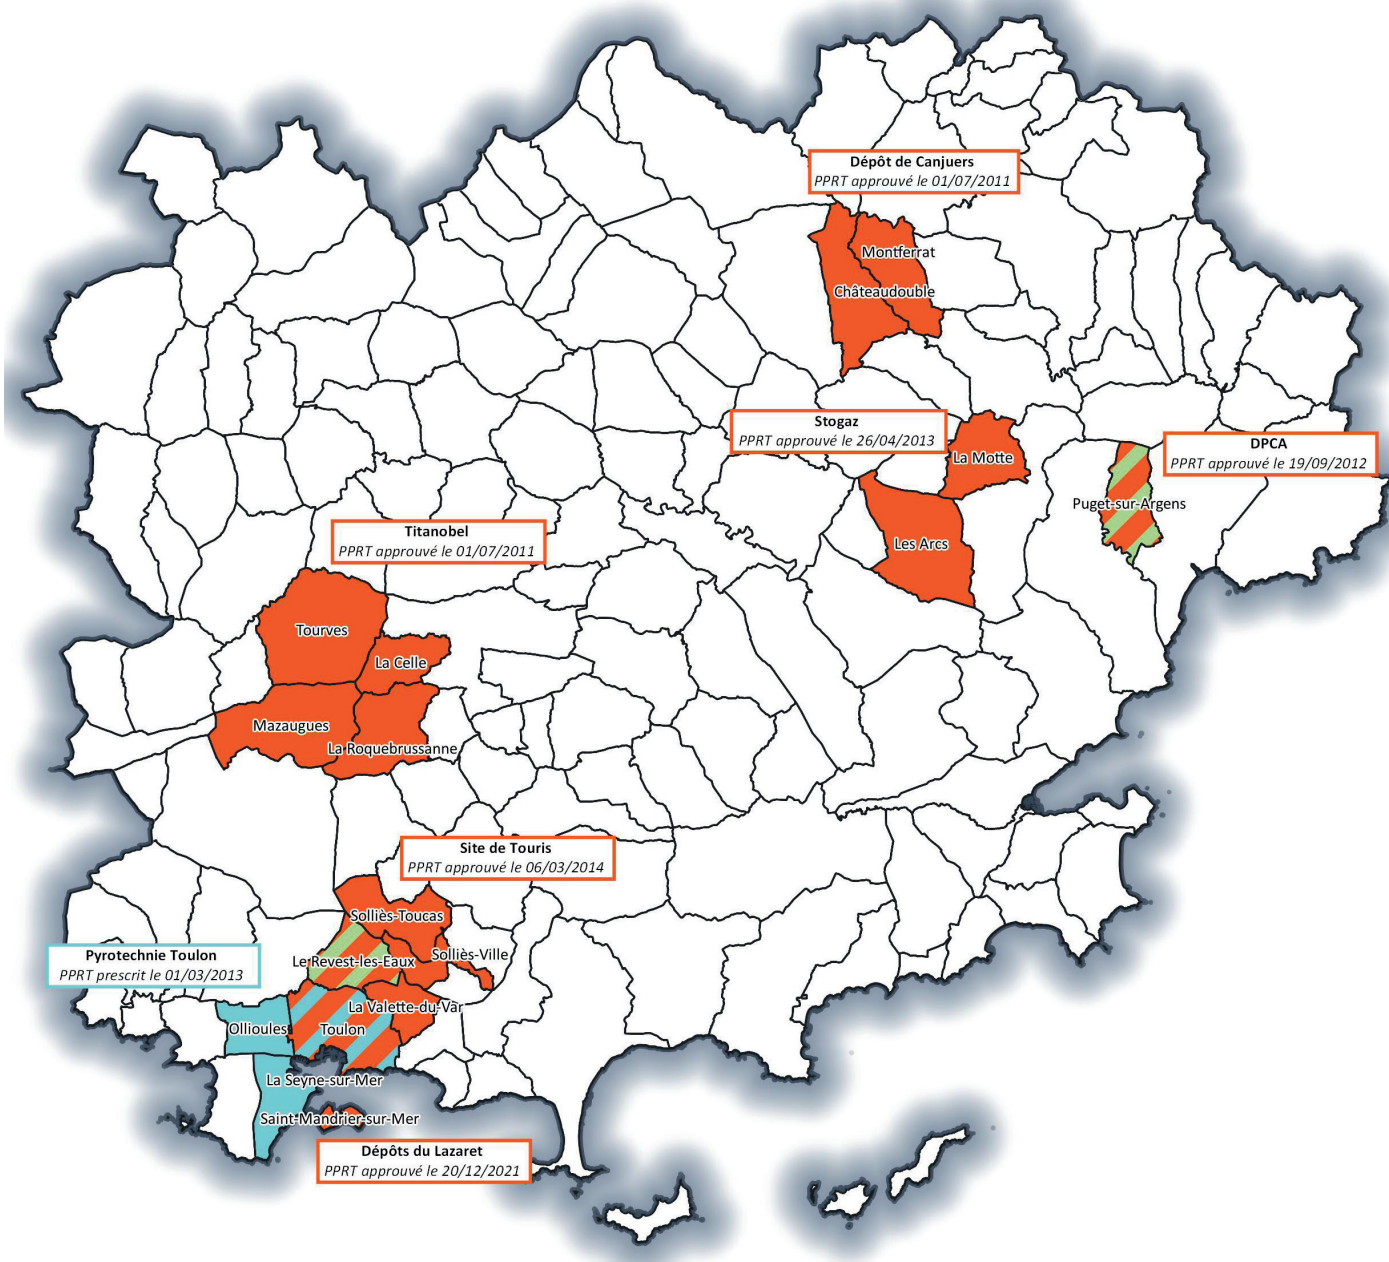 Dépôt de Canjuers
PPRT approuvé le 01/07/2011
Montferrat
Châteaudouble
Stogaz
PPRT approuvé le 26/04/2013
La Motte
DPCA
PPRT approuvé le 19/09/2012
Puget-sur-Argens
Les Arcs
Titanobel
PPRT approuvé le 01/07/2011
Tourves
La Celle
Mazaugues
La Roquebrussanne
Site de Touris
PPRT approuvé le 06/03/2014
Solliès-Toucas
Solliès-Ville
Le Revest-les-Eaux
Pyrotechnie Toulon
PPRT prescrit le 01/03/2013
La Valette-du-Var
Ollioules
Toulon
La Seyne-sur-Mer
Saint-Mandrier-sur-Mer
Dépôts du Lazaret
PPRT approuvé le 20/12/2021